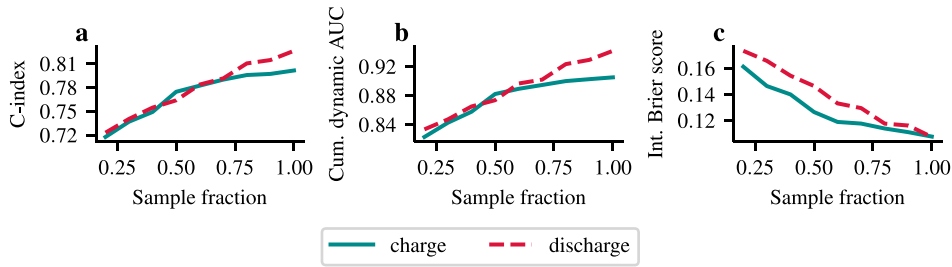 a
C-index
0.81
0.78
0.75
0.72
0.25
0.50
0.75
1.00
Sample fraction
b
Cum. dynamic AUC
0.92
0.88
0.84
0.25
0.50
0.75
1.00
Sample fraction
c
Int. Brier score
0.16
0.14
0.12
0.25
0.50
0.75
1.00
Sample fraction
charge
discharge